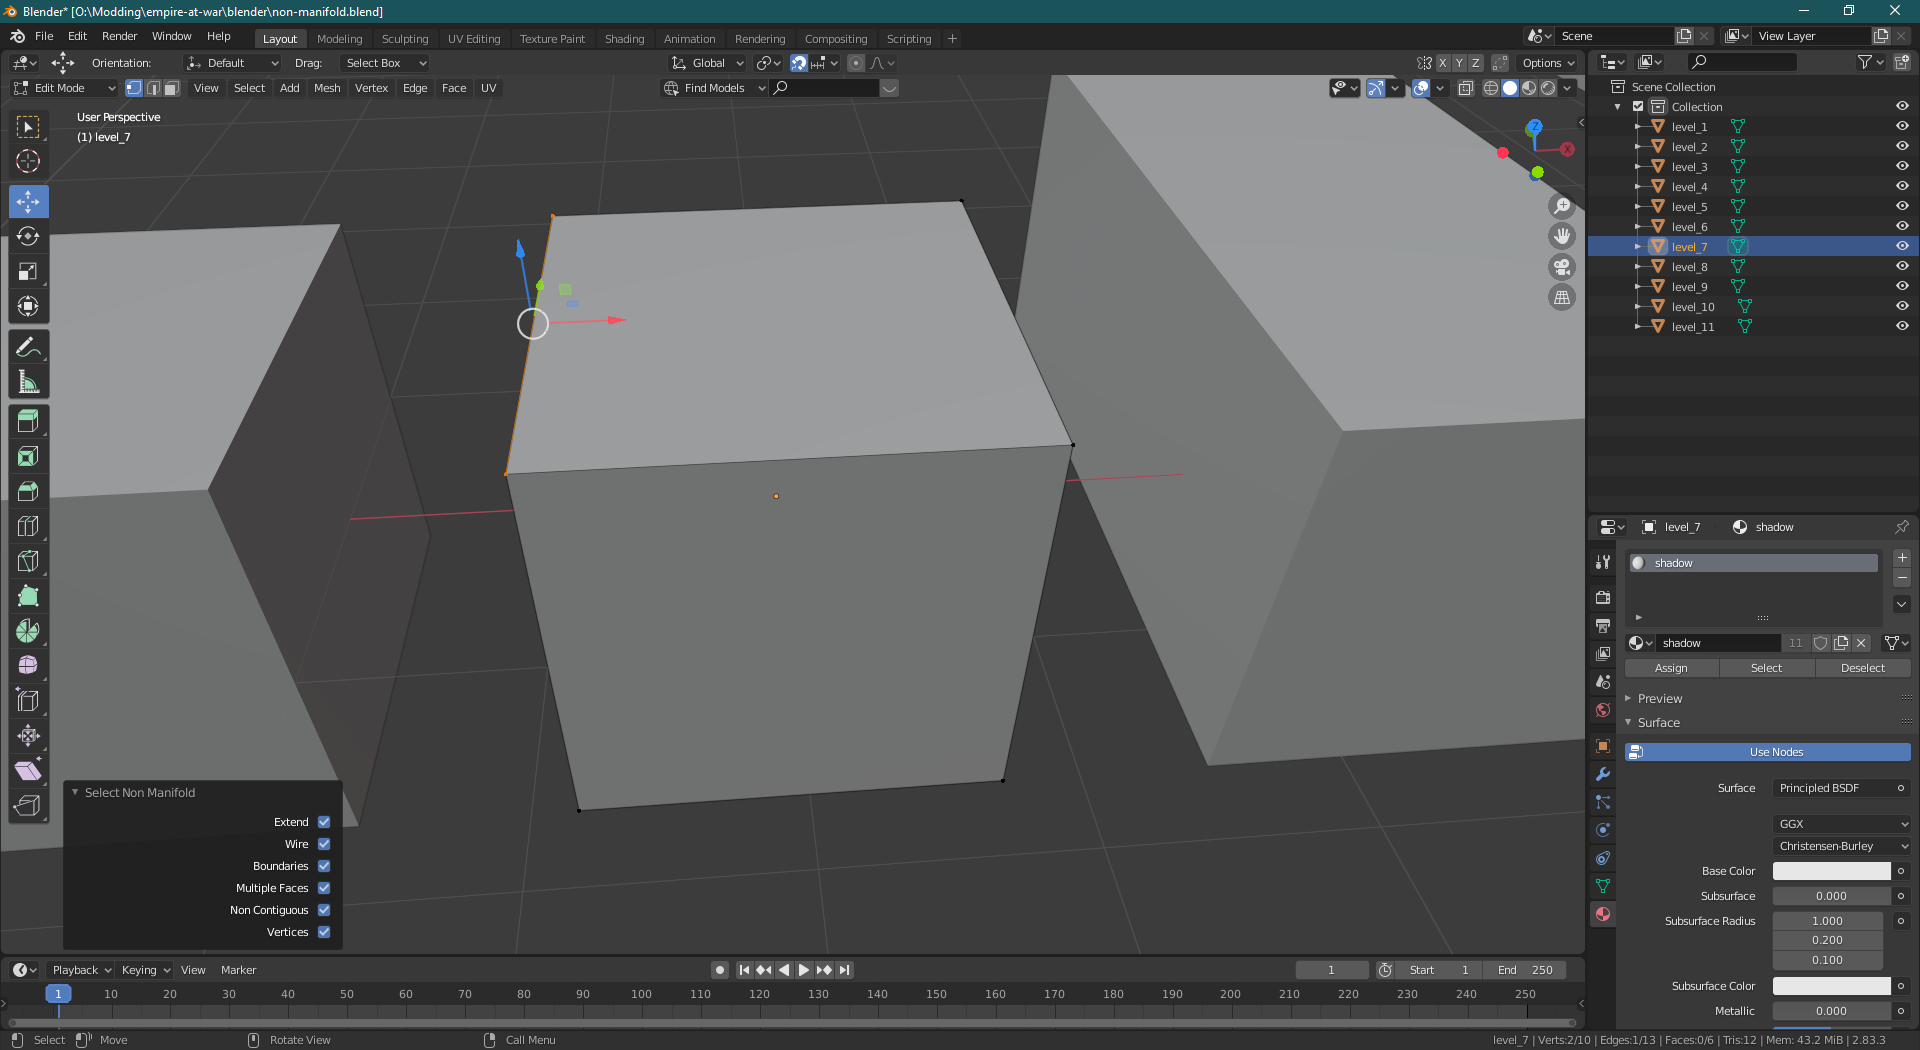 Blender* [O:\Modding\empire-at-war\blender\non-manifold.blend]
File Edit Render Window Help Layout Modeling Sculpting UV Editing Texture Paint Shading Animation Rendering Compositing Scripting + Scene View Layer
Orientation: Default Drag: Select Box Global X Y Z Options
Edit Mode View Select Add Mesh Vertex Edge Face UV Find Models
User Perspective
(1) level_7
Z
X
Scene Collection
Collection
level_1
level_2
level_3
level_4
level_5
level_6
level_7
level_8
level_9
level_10
level_11
level_7 shadow
shadow
shadow 11
Assign Select Deselect
Preview
Surface
Use Nodes
Surface Principled BSDF
GGX
Christensen-Burley
Base Color
Subsurface 0.000
Subsurface Radius 1.000
0.200
0.100
Subsurface Color
Metallic 0.000
Select Non Manifold
Extend
Wire
Boundaries
Multiple Faces
Non Contiguous
Vertices
Playback Keying View Marker 1 Start 1 End 250
1 10 20 30 40 50 60 70 80 90 100 110 120 130 140 150 160 170 180 190 200 210 220 230 240 250
Select Move Rotate View Call Menu level_7 | Verts:2/10 | Edges:1/13 | Faces:0/6 | Tris:12 | Mem: 43.2 MiB | 2.83.3